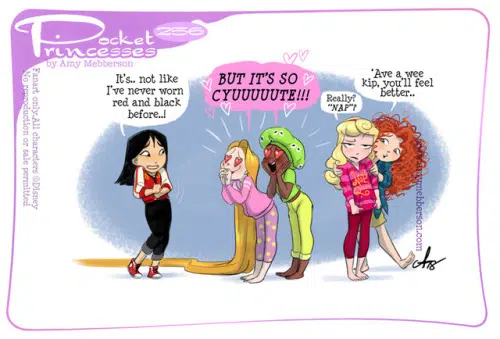 Pocket
Princesses
256
by Amy Mebberson
Fanart only. All characters ©Disney
No reproduction or sale permitted
It's.. not like
I've never worn
red and black
before..!
BUT IT'S SO
CYUUUUUTE!!!
Really?
"NAP"?
'Ave a wee
kip, you'll feel
better..